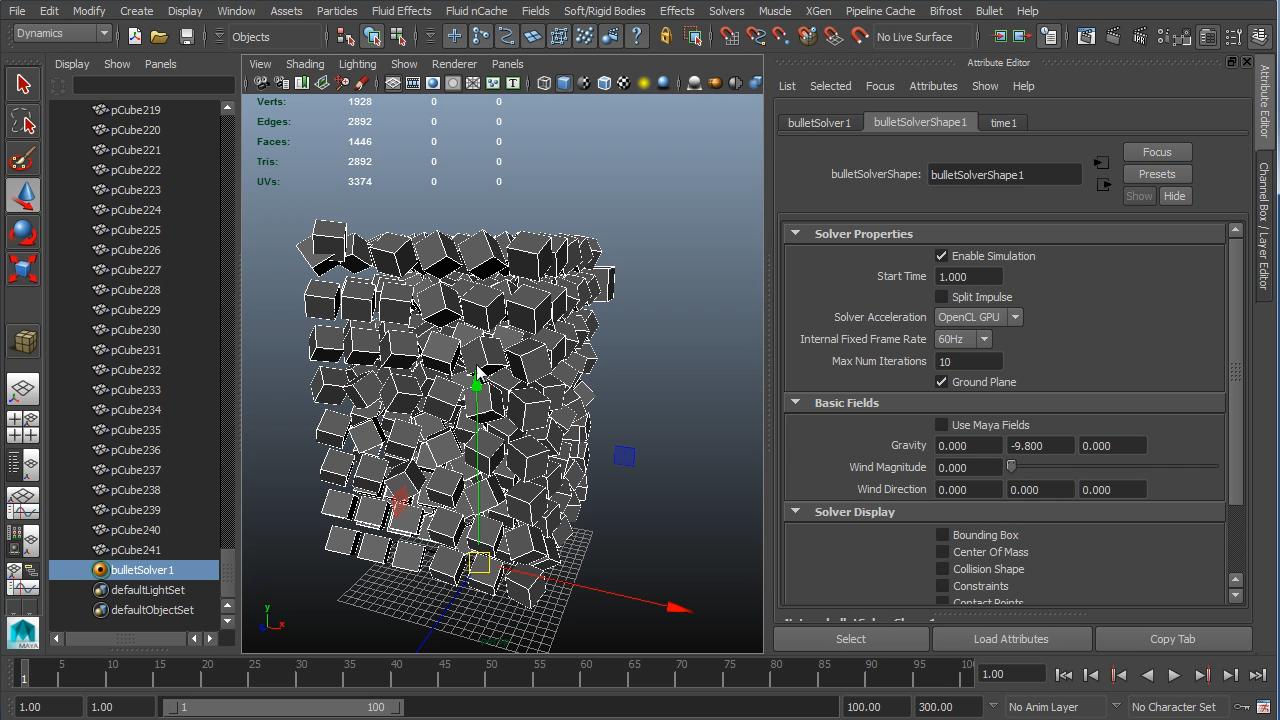 File Edit Modify Create Display Window Assets Particles Fluid Effects Fluid nCache Fields Soft/Rigid Bodies Effects Solvers Muscle XGen Pipeline Cache Bifrost Bullet Help
Dynamics Objects No Live Surface
Attribute Editor
Display Show Panels
View Shading Lighting Show Renderer Panels
List Selected Focus Attributes Show Help
pCube219
pCube220
pCube221
pCube222
pCube223
pCube224
pCube225
pCube226
pCube227
pCube228
pCube229
pCube230
pCube231
pCube232
pCube233
pCube234
pCube235
pCube236
pCube237
pCube238
pCube239
pCube240
pCube241
bulletSolver1
defaultLightSet
defaultObjectSet
Verts: 1928 0 0
Edges: 2892 0 0
Faces: 1446 0 0
Tris: 2892 0 0
UVs: 3374 0 0
y
x
z
bulletSolver1 bulletSolverShape1 time1
bulletSolverShape: bulletSolverShape1
Focus
Presets
Show Hide
Solver Properties
Enable Simulation
Start Time 1.000
Split Impulse
Solver Acceleration OpenCL GPU
Internal Fixed Frame Rate 60Hz
Max Num Iterations 10
Ground Plane
Basic Fields
Use Maya Fields
Gravity 0.000 -9.800 0.000
Wind Magnitude 0.000
Wind Direction 0.000 0.000 0.000
Solver Display
Bounding Box
Center Of Mass
Collision Shape
Constraints
Contact Points
Select Load Attributes Copy Tab
Attribute Editor
Channel Box / Layer Editor
MAYA
5 10 15 20 25 30 35 40 45 50 55 60 65 70 75 80 85 90 95 10
1
1.00
1.00 1.00 1 100 100.00 300.00 No Anim Layer No Character Set